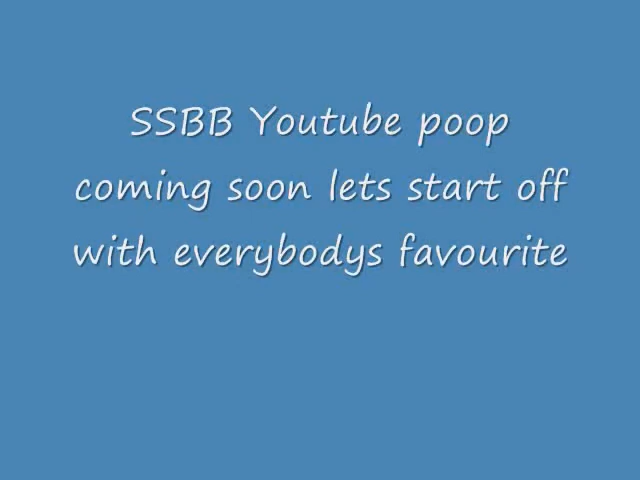 SSBB Youtube poop
coming soon lets start off
with everybodys favourite